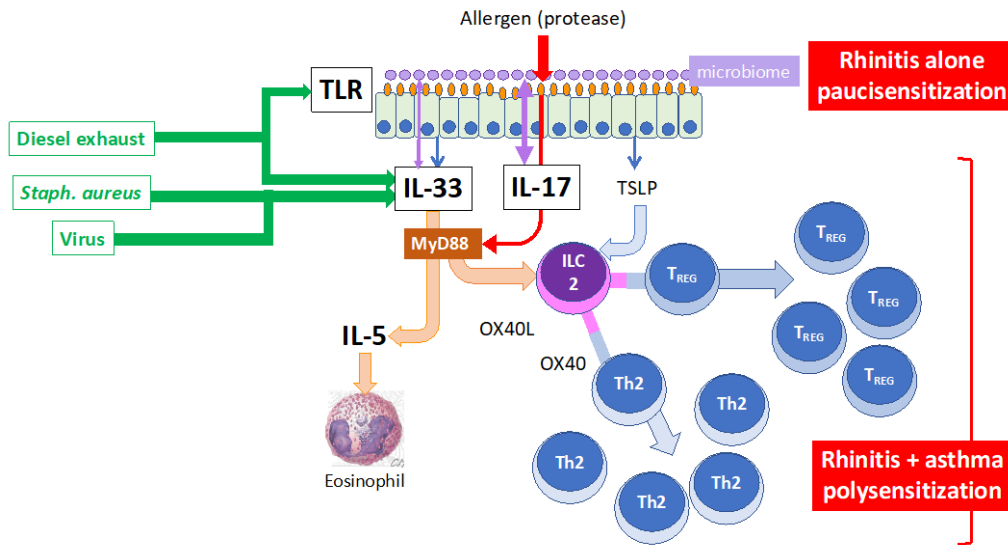 Allergen (protease)
Rhinitis alone
paucisensitization
microbiome
TLR
Diesel exhaust
Staph. aureus
Virus
IL-33
IL-17
TSLP
MyD88
ILC
2
TREG
TREG
TREG
TREG
TREG
OX40L
OX40
IL-5
Th2
Th2
Th2
Th2
Th2
Eosinophil
Rhinitis + asthma
polysensitization